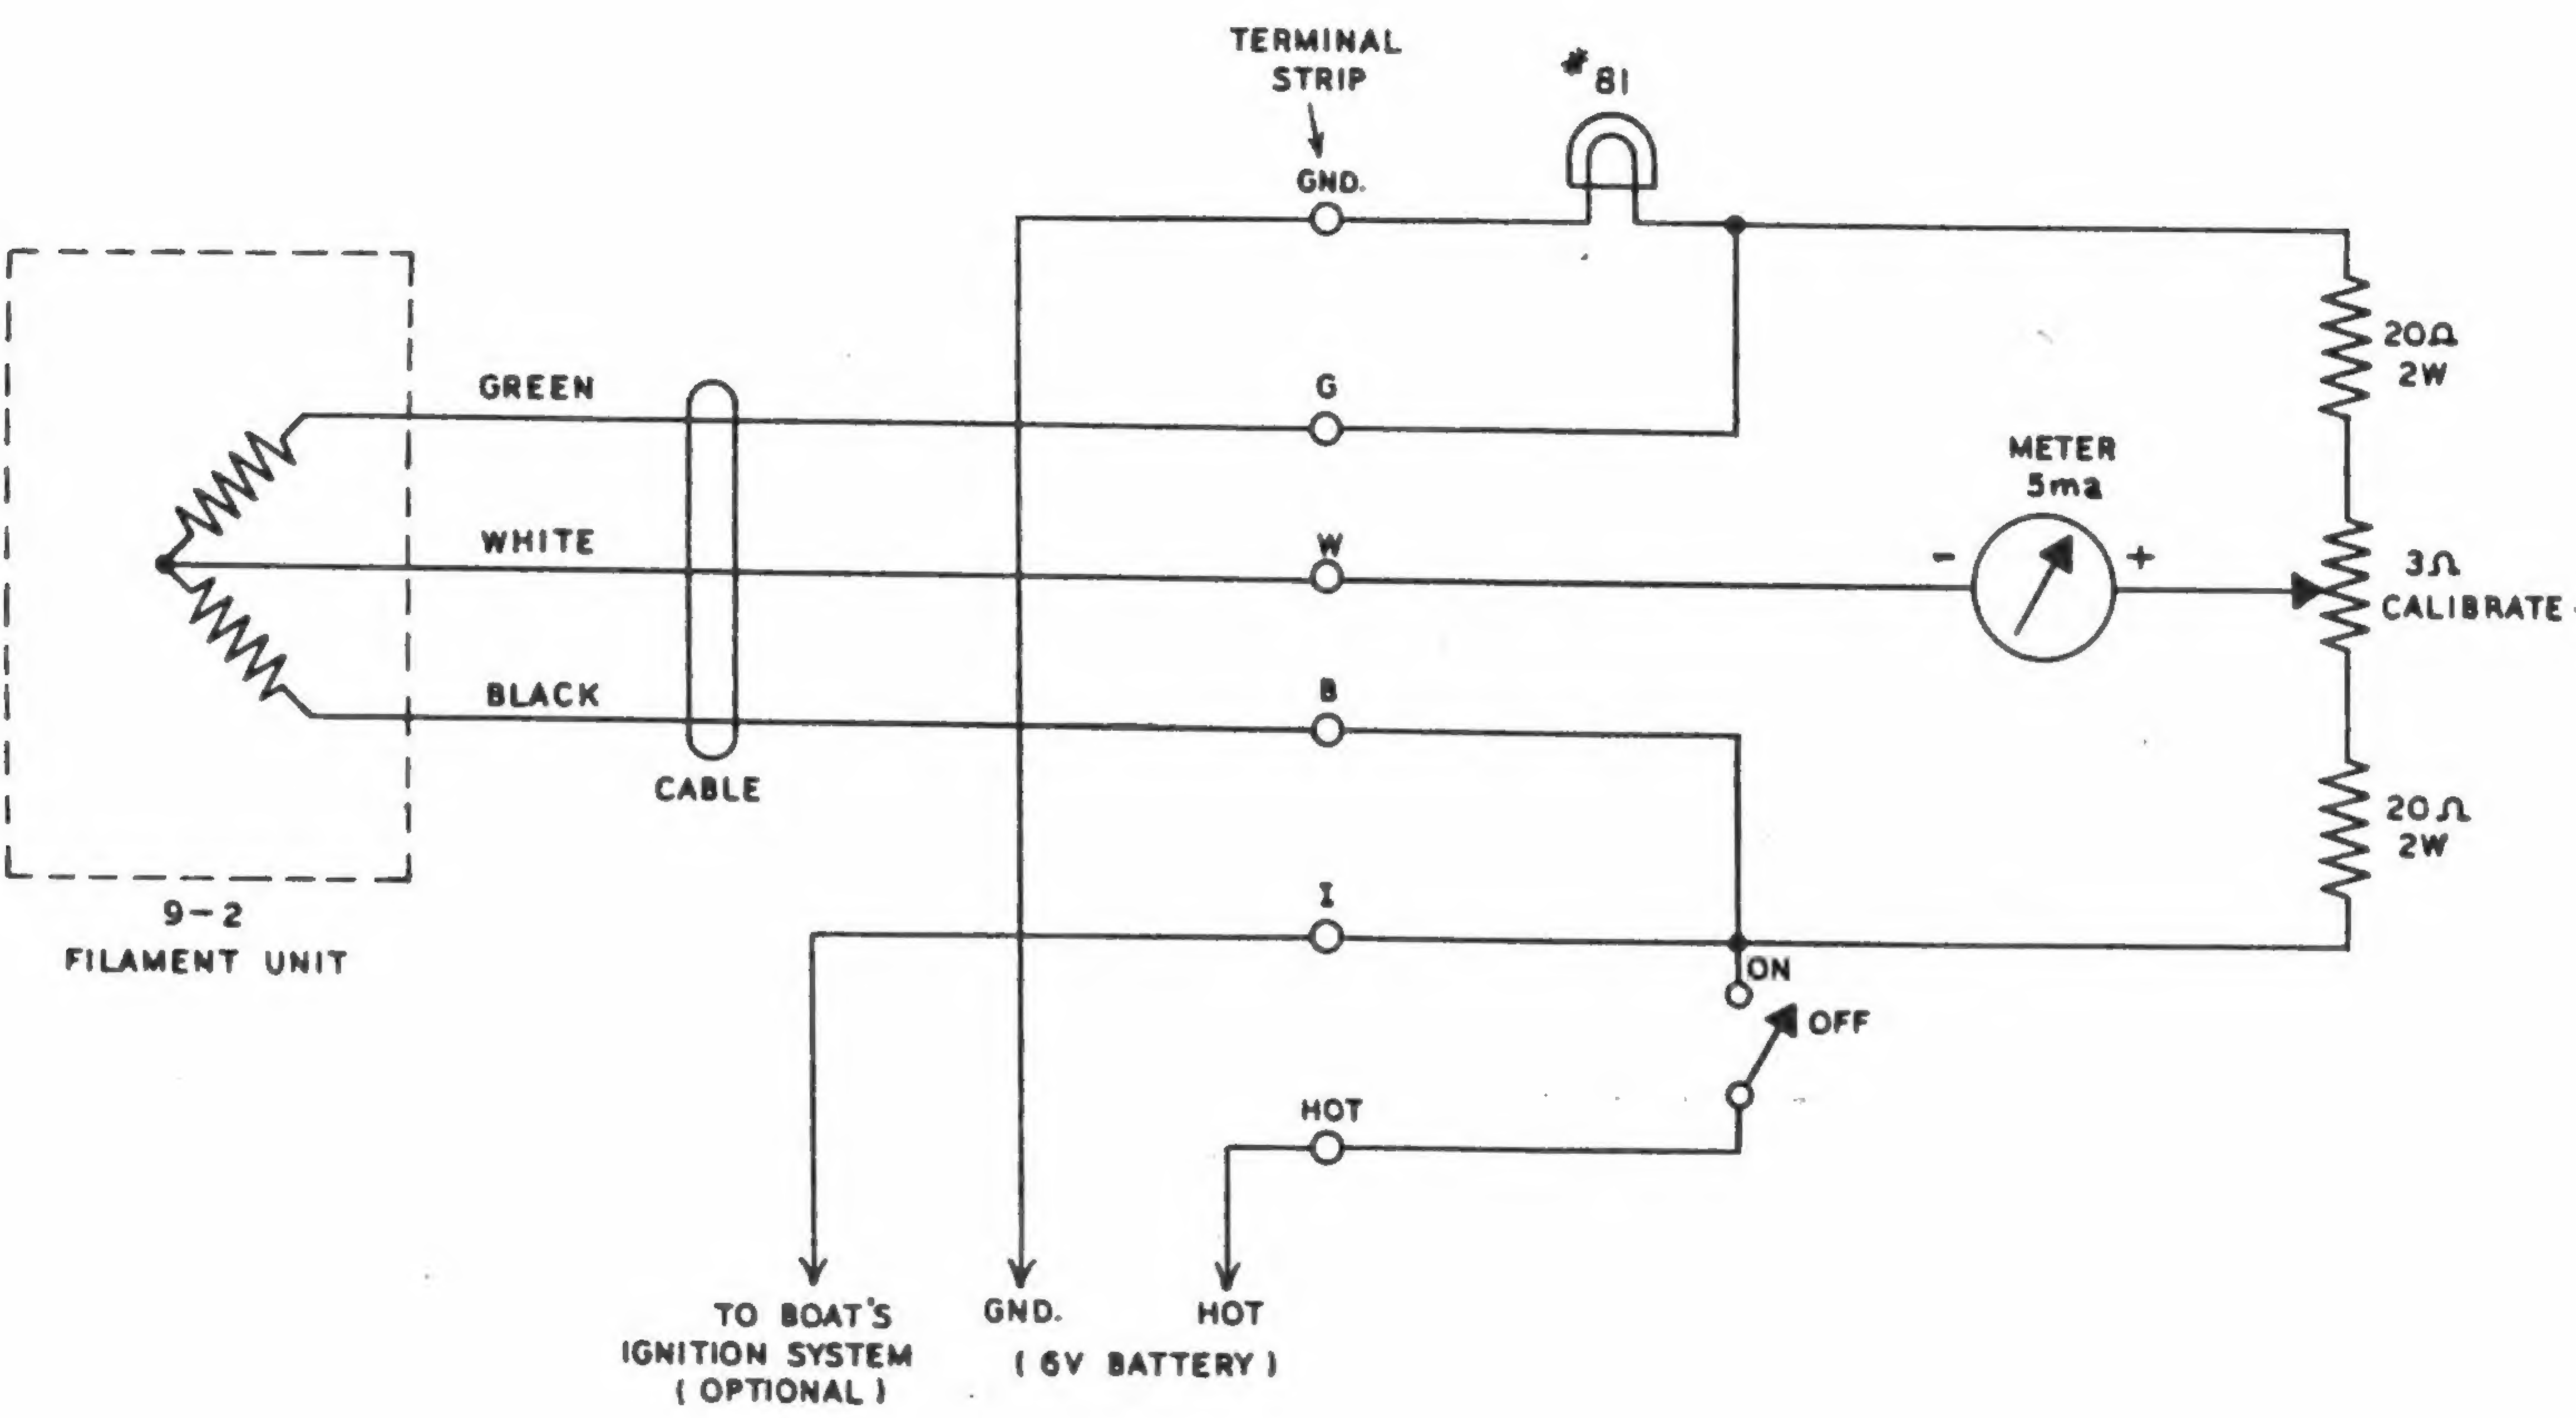 TERMINAL
STRIP
#81
GND.
20Ω
2W
GREEN
G
METER
5ma
WHITE
W
- +
3Ω
CALIBRATE
BLACK
B
CABLE
20Ω
2W
I
9-2
FILAMENT UNIT
ON
OFF
HOT
TO BOAT'S
IGNITION SYSTEM
(OPTIONAL)
GND.
HOT
(6V BATTERY)